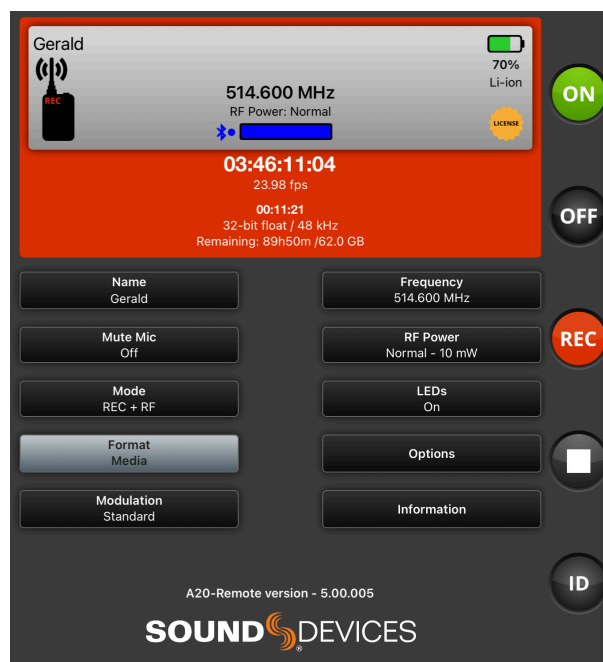 Gerald
REC
70%
Li-ion
514.600 MHz
RF Power: Normal
LICENSE
03:46:11:04
23.98 fps
00:11:21
32-bit float / 48 kHz
Remaining: 89h50m /62.0 GB
ON
OFF
REC
ID
Name
Gerald
Frequency
514.600 MHz
Mute Mic
Off
RF Power
Normal - 10 mW
Mode
REC + RF
LEDs
On
Format
Media
Options
Modulation
Standard
Information
A20-Remote version - 5.00.005
SOUND DEVICES
®